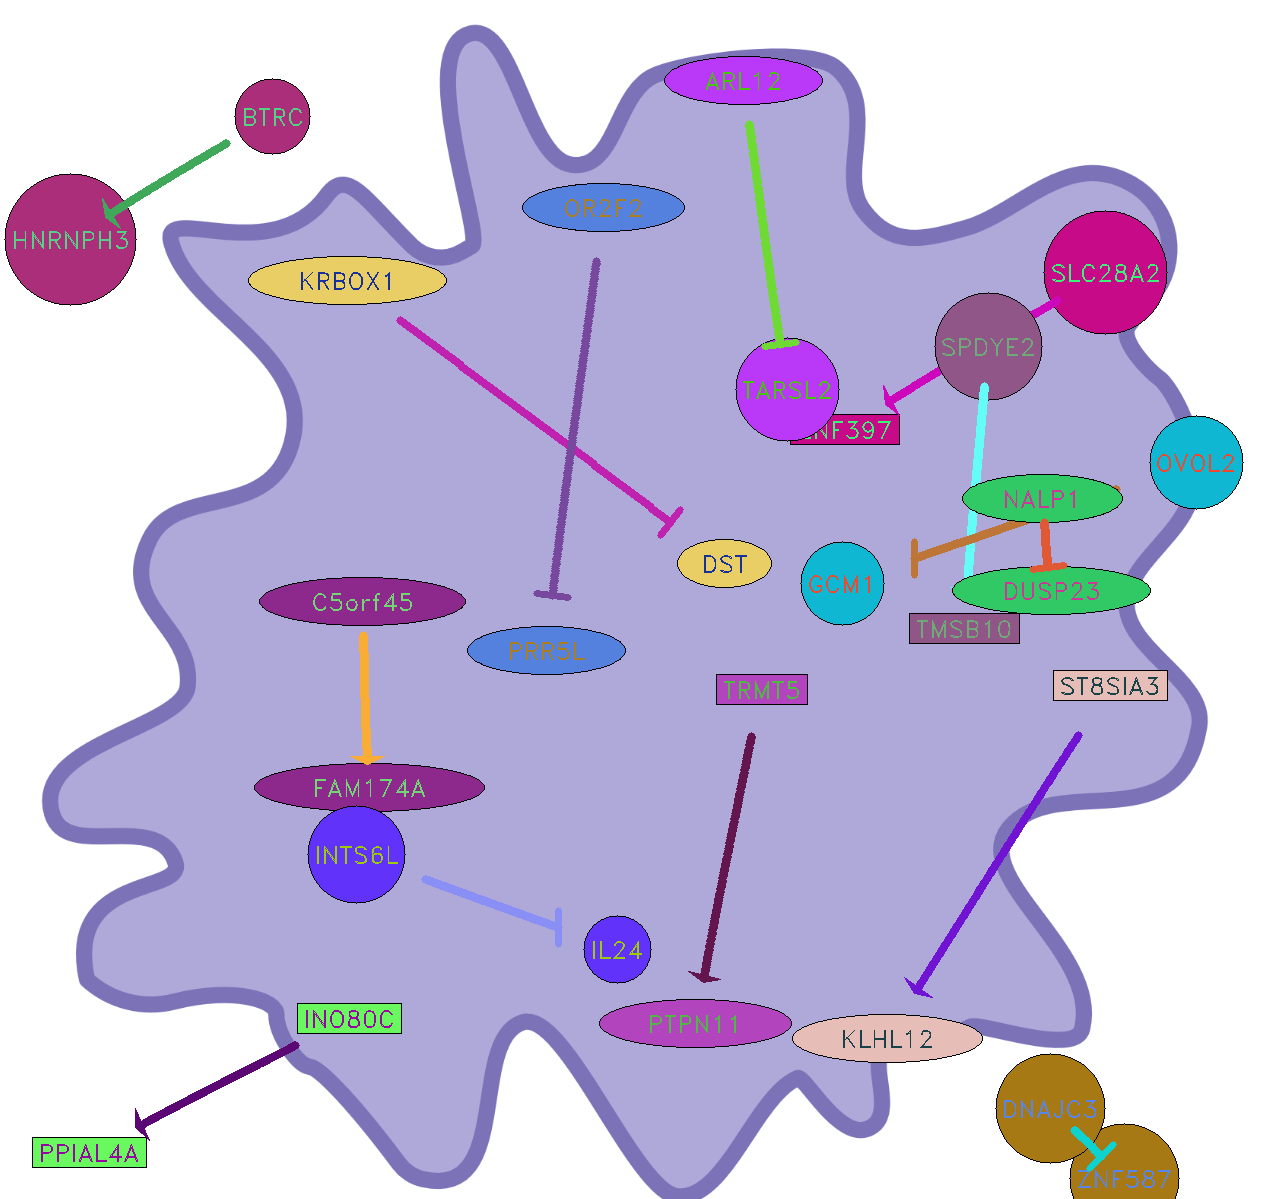 ARL12
BTRC
OR2F2
HNRNPH3
SLC28A2
KRBOX1
SPDYE2
TARSL2
ZNF397
OVOL2
NALP1
DST
GCM1
DUSP23
C5orf45
TMSB10
PRR5L
TRMT5
ST8SIA3
FAM174A
INTS6L
IL24
INO80C
PTPN11
KLHL12
DNAJC3
PPIAL4A
ZNF587